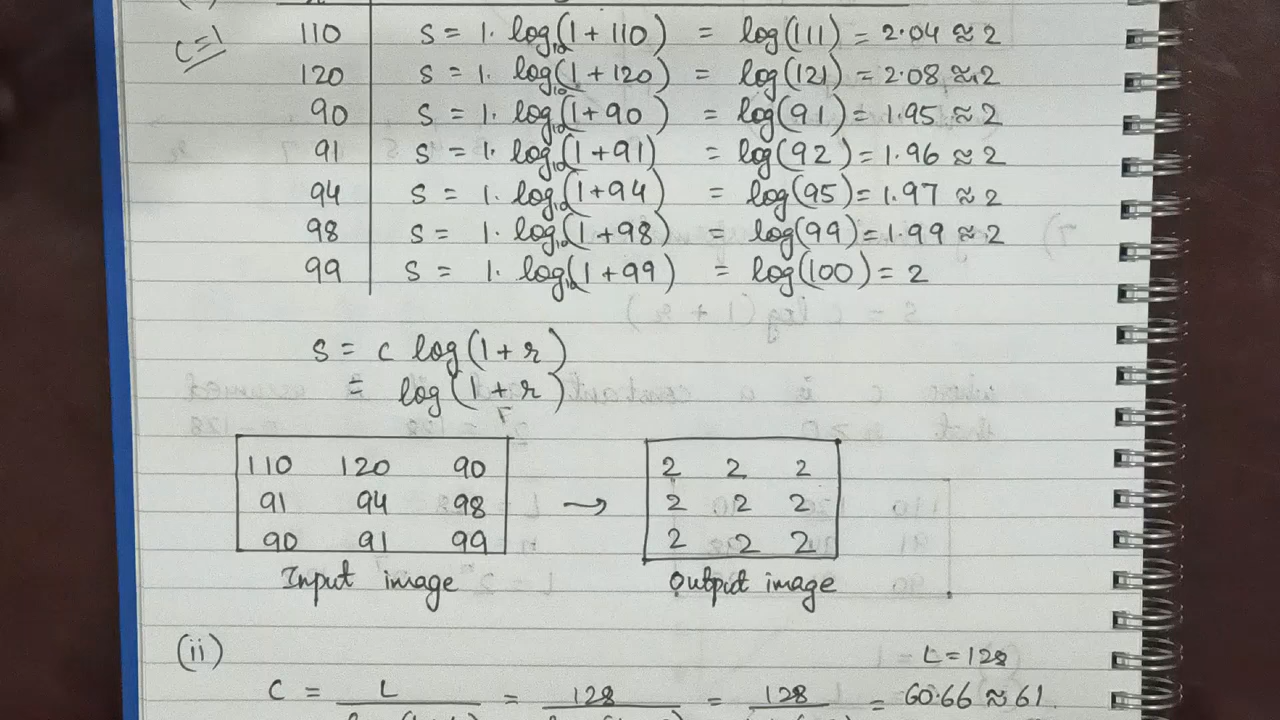 110 s = 1. log10(1 + 110) = log(111) = 2.04 ≈ 2
c=1
120 s = 1. log10(1 + 120) = log(121) = 2.08 ≈ 2
90 s = 1. log10(1+90) = log(91) = 1.95 ≈ 2
91 s = 1. log10(1+91) = log(92) = 1.96 ≈ 2
94 s = 1. log10(1+94) = log(95) = 1.97 ≈ 2
98 s = 1. log10(1+98) = log(99) = 1.99 ≈ 2
99 s = 1. log10(1+99) = log(100) = 2
s = c log(1+r)
= log(1+r)
110 120 90 2 2 2
91 94 98 → 2 2 2
90 91 99 2 2 2
Input image Output image
(ii) L=128
C = L = 128 = 128 = 60.66 ≈ 61